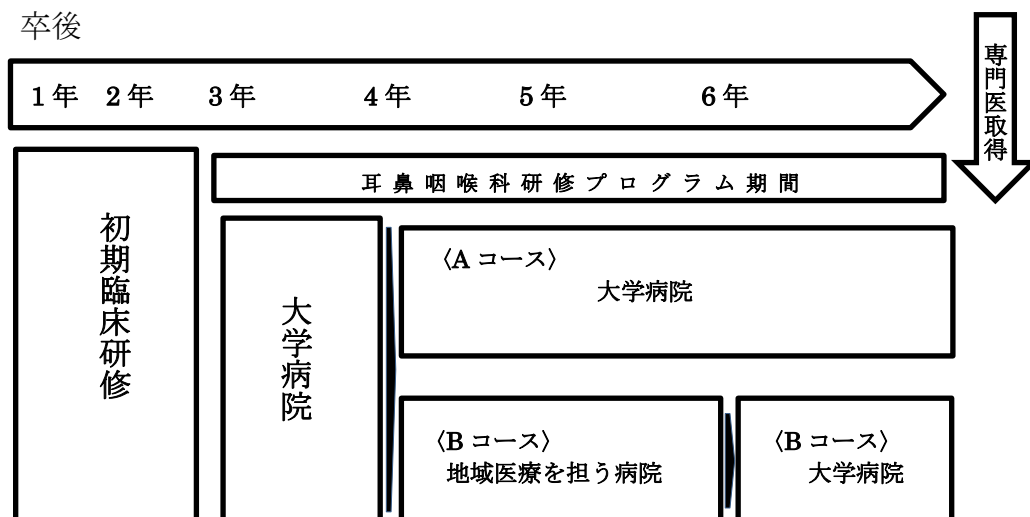 卒後
1年 2年 3年 4年 5年 6年
専門医取得
耳鼻咽喉科研修プログラム期間
初期臨床研修
大学病院
〈Aコース〉
大学病院
〈Bコース〉
地域医療を担う病院
〈Bコース〉
大学病院